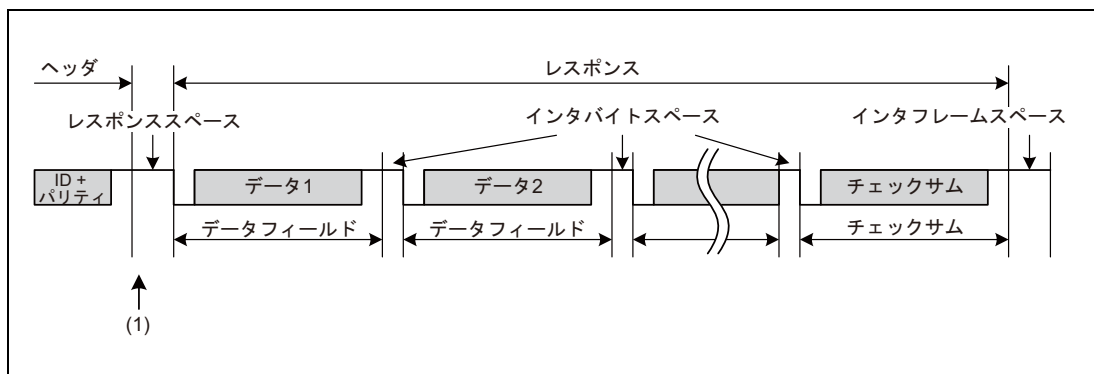 ヘッダ
レスポンス
レスポンススペース
インタバイトスペース
インタフレームスペース
ID +
パリティ
データ1
データ2
チェックサム
データフィールド
データフィールド
チェックサム
(1)